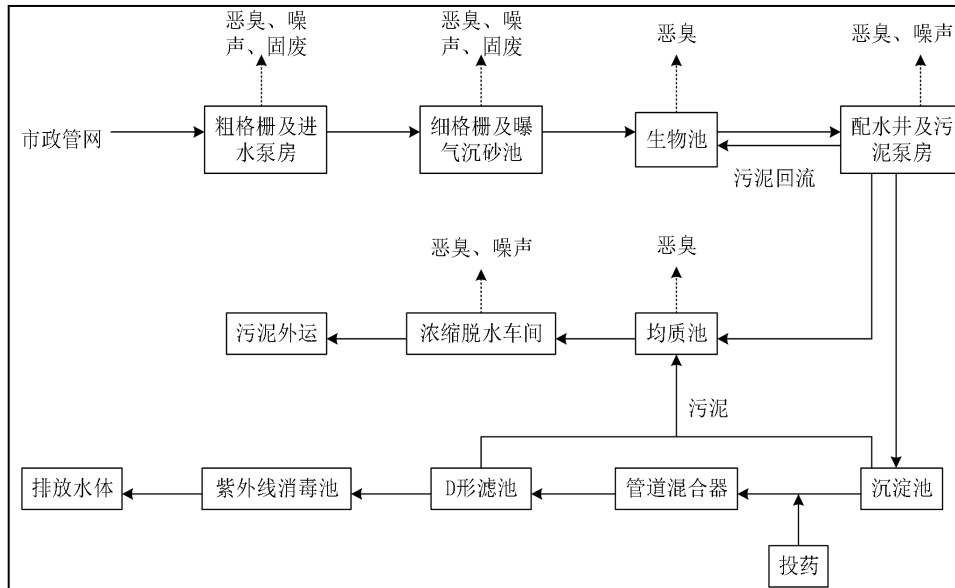 恶臭、噪
声、固废
恶臭、噪
声、固废
恶臭
恶臭、噪声
市政管网
粗格栅及进
水泵房
细格栅及曝
气沉砂池
生物池
配水井及污
泥泵房
污泥回流
恶臭、噪声
恶臭
污泥外运
浓缩脱水车间
均质池
污泥
排放水体
紫外线消毒池
D形滤池
管道混合器
沉淀池
投药